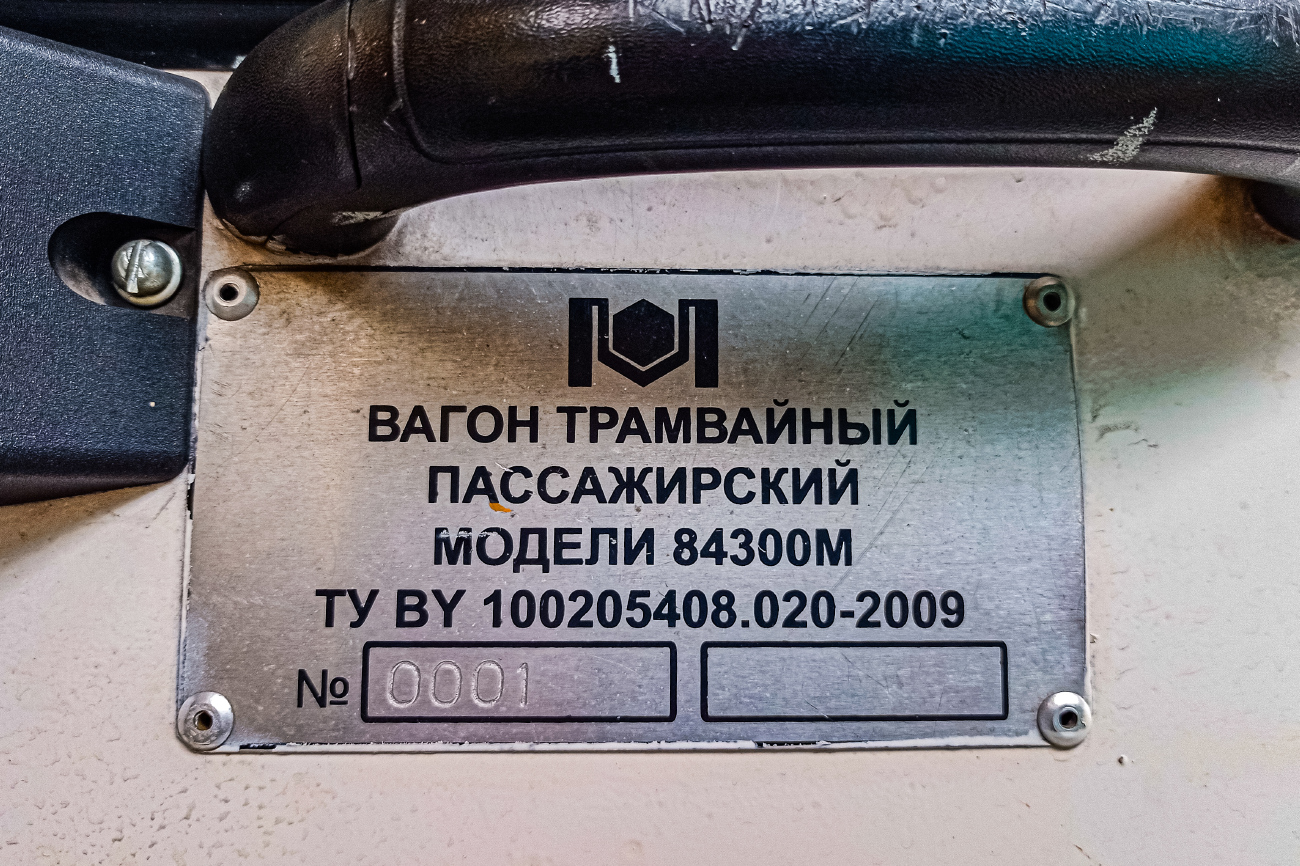 ВАГОН ТРАМВАЙНЫЙ
ПАССАЖИРСКИЙ
МОДЕЛИ 84300М
ТУ BY 100205408.020-2009
№ 0001